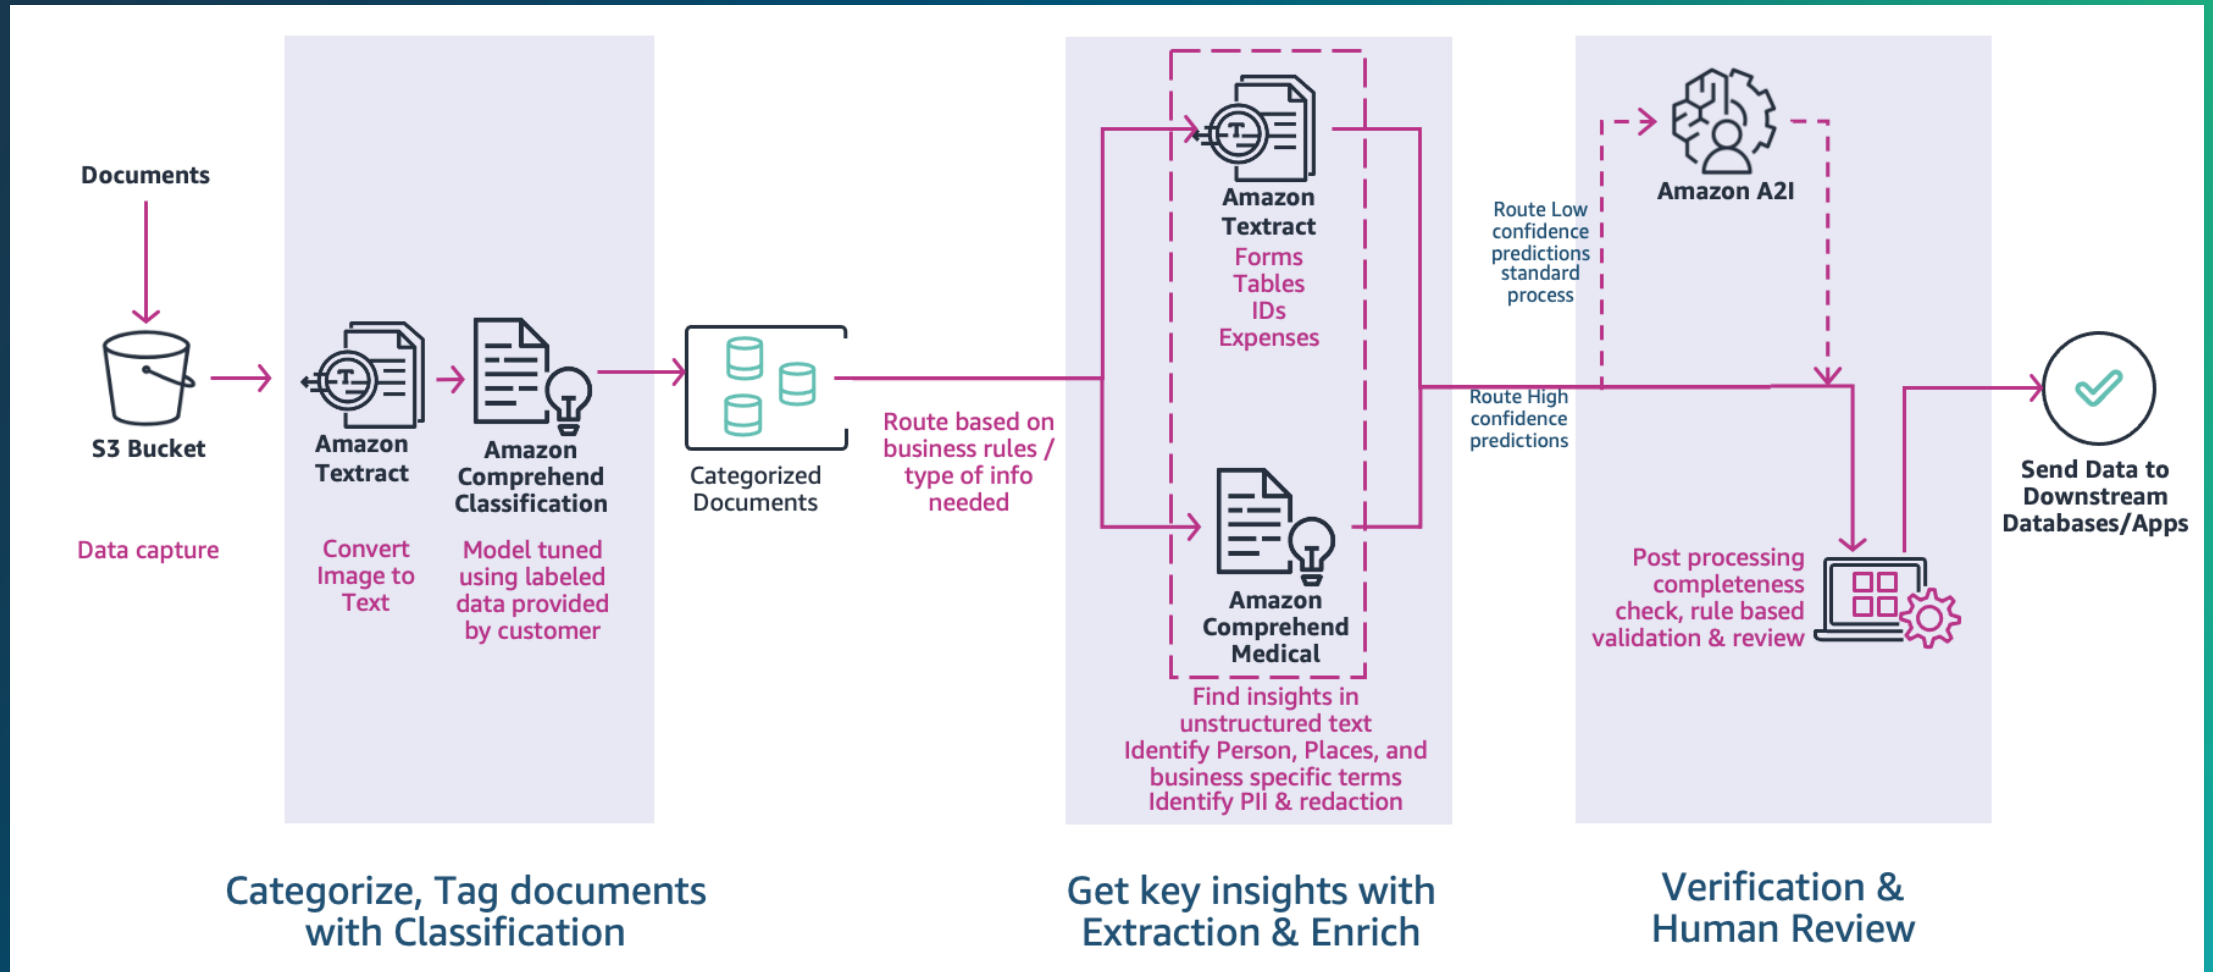 Documents
S3 Bucket
Data capture
Amazon
Textract
Convert
Image to
Text
Amazon
Comprehend
Classification
Model tuned
using labeled
data provided
by customer
Categorized
Documents
Route based on
business rules /
type of info
needed
Amazon
Textract
Forms
Tables
IDs
Expenses
Amazon
Comprehend
Medical
Find insights in
unstructured text
Identify Person, Places, and
business specific terms
Identify PII & redaction
Route Low
confidence
predictions
standard
process
Route High
confidence
predictions
Amazon A2I
Post processing
completeness
check, rule based
validation & review
Send Data to
Downstream
Databases/Apps
Categorize, Tag documents
with Classification
Get key insights with
Extraction & Enrich
Verification &
Human Review